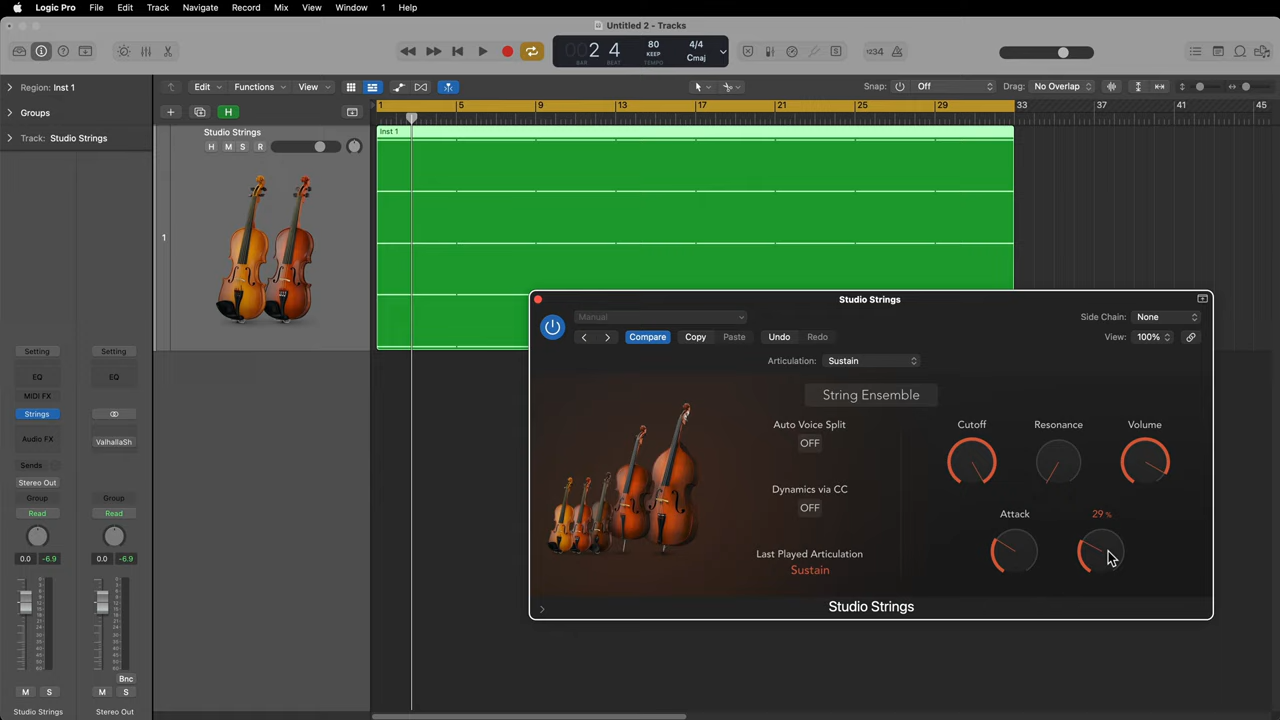 Logic Pro File Edit Track Navigate Record Mix View Window 1 Help
Untitled 2 - Tracks
002 4 80 4/4
BAR BEAT KEEP TEMPO Cmaj
1234
Region: Inst 1
Edit Functions View
Snap: Off Drag: No Overlap
Groups
H
1 5 9 13 17 21 25 29 33 37 41 45
Track: Studio Strings
Studio Strings
Inst 1
H M S R
1
Studio Strings
Manual
Side Chain: None
Compare Copy Paste Undo Redo
View: 100%
Articulation: Sustain
String Ensemble
Auto Voice Split
OFF
Cutoff Resonance Volume
Dynamics via CC
OFF
Attack 29 %
Last Played Articulation
Sustain
Studio Strings
Setting Setting
EQ EQ
MIDI FX
Strings
Audio FX ValhallaSh
Sends
Stereo Out
Group Group
Read Read
0.0 -6.9 0.0 -6.9
Bnc
M S M S
Studio Strings Stereo Out